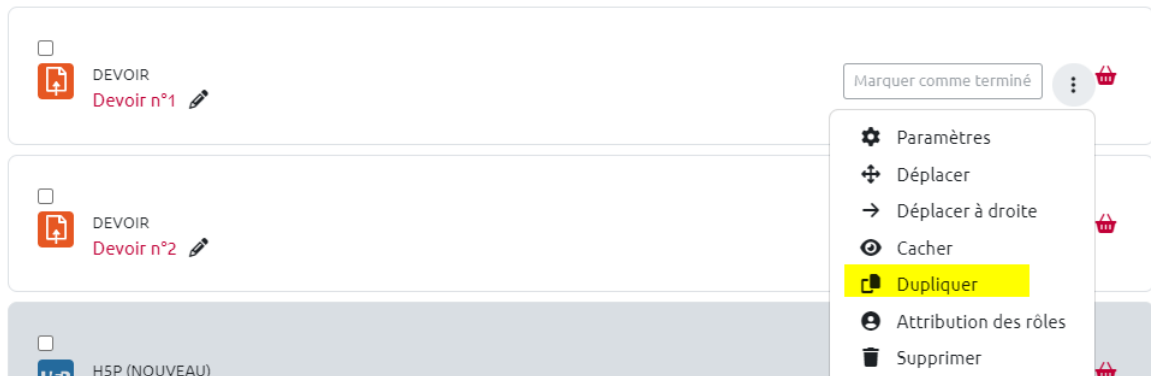 DEVOIR
Devoir n°1
Marquer comme terminé
Paramètres
Déplacer
Déplacer à droite
DEVOIR
Devoir n°2
Cacher
Dupliquer
Attribution des rôles
Supprimer
H5P (NOUVEAU)